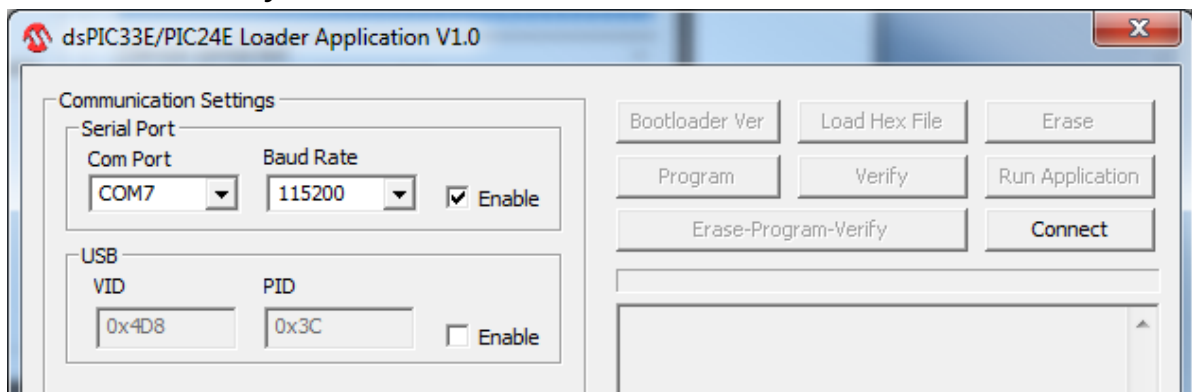 dsPIC33E/PIC24E Loader Application V1.0
Communication Settings
Serial Port
Com Port Baud Rate
COM7 115200 Enable
USB
VID PID
0x4D8 0x3C Enable
Bootloader Ver Load Hex File Erase
Program Verify Run Application
Erase-Program-Verify Connect